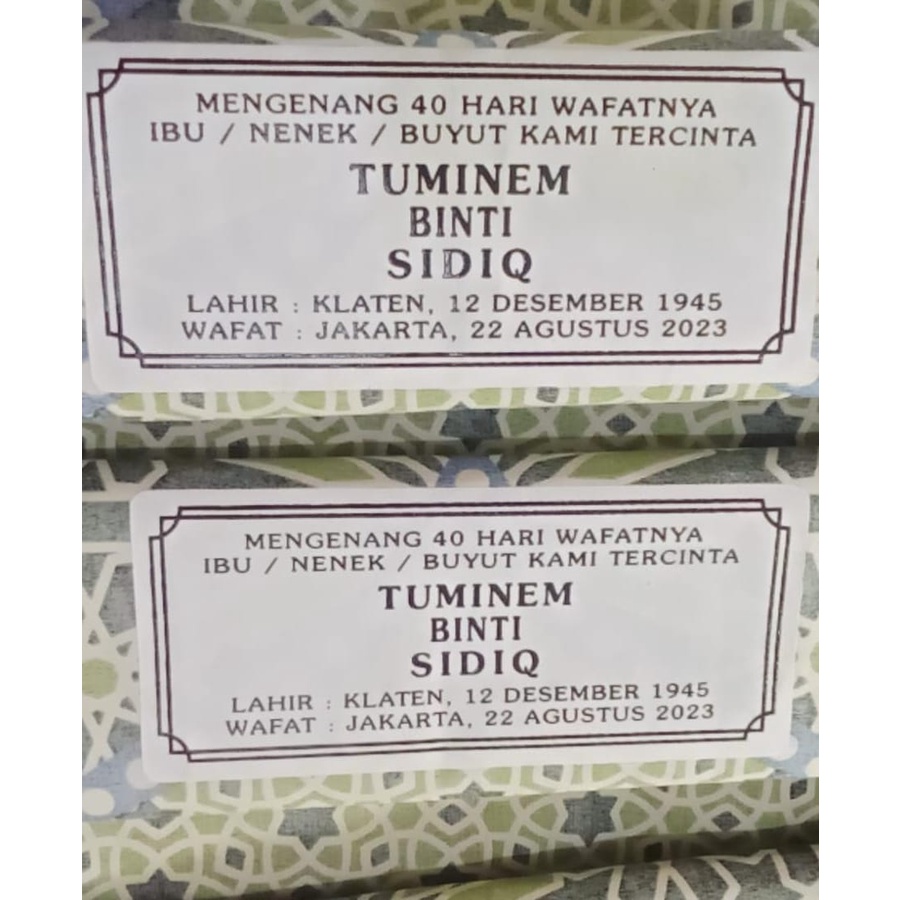 MENGENANG 40 HARI WAFATNYA
IBU / NENEK / BUYUT KAMI TERCINTA
TUMINEM
BINTI
SIDIQ
LAHIR : KLATEN, 12 DESEMBER 1945
WAFAT : JAKARTA, 22 AGUSTUS 2023
MENGENANG 40 HARI WAFATNYA
IBU / NENEK / BUYUT KAMI TERCINTA
TUMINEM
BINTI
SIDIQ
LAHIR : KLATEN, 12 DESEMBER 1945
WAFAT : JAKARTA, 22 AGUSTUS 2023